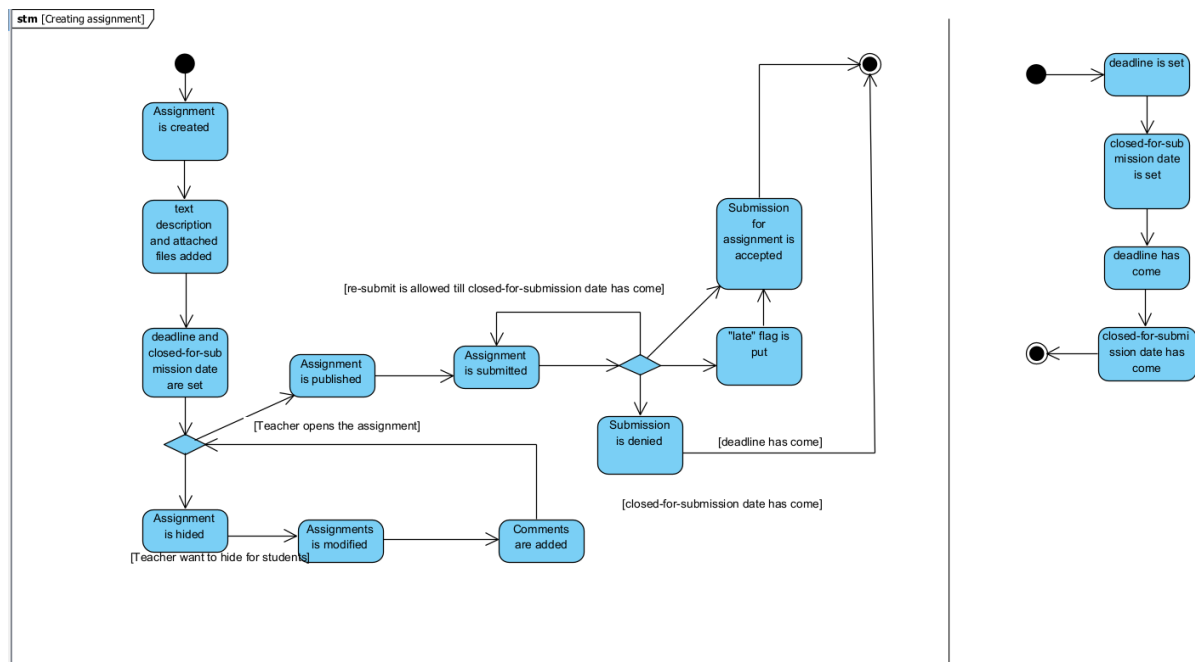 stm [Creating assignment]
Assignment
is created
text
description
and attached
files added
deadline and
closed-for-sub
mission date
are set
Assignment
is published
[Teacher opens the assignment]
Assignment
is hided
[Teacher want to hide for students]
Assignments
is modified
Comments
are added
Assignment
is submitted
[re-submit is allowed till closed-for-submission date has come]
Submission
for
assignment is
accepted
"late" flag is
put
Submission
is denied
[deadline has come]
[closed-for-submission date has come]
deadline is set
closed-for-sub
mission date
is set
deadline has
come
closed-for-submi
ssion date has
come